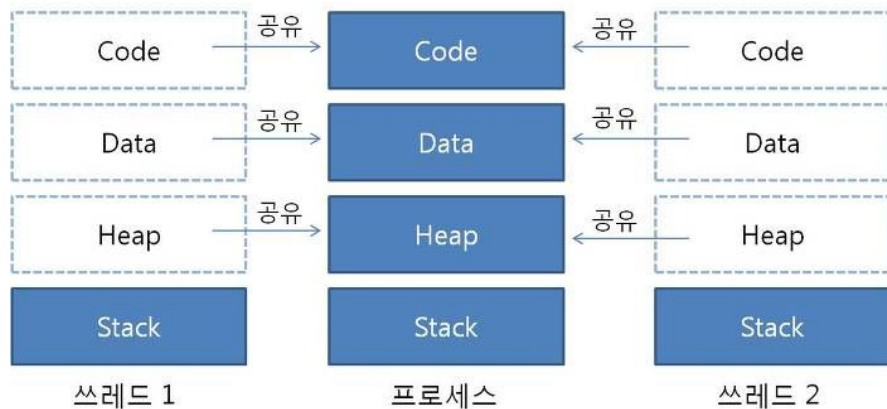 Code 공유 Code 공유 Code
Data 공유 Data 공유 Data
Heap 공유 Heap 공유 Heap
Stack Stack Stack
쓰레드 1 프로세스 쓰레드 2